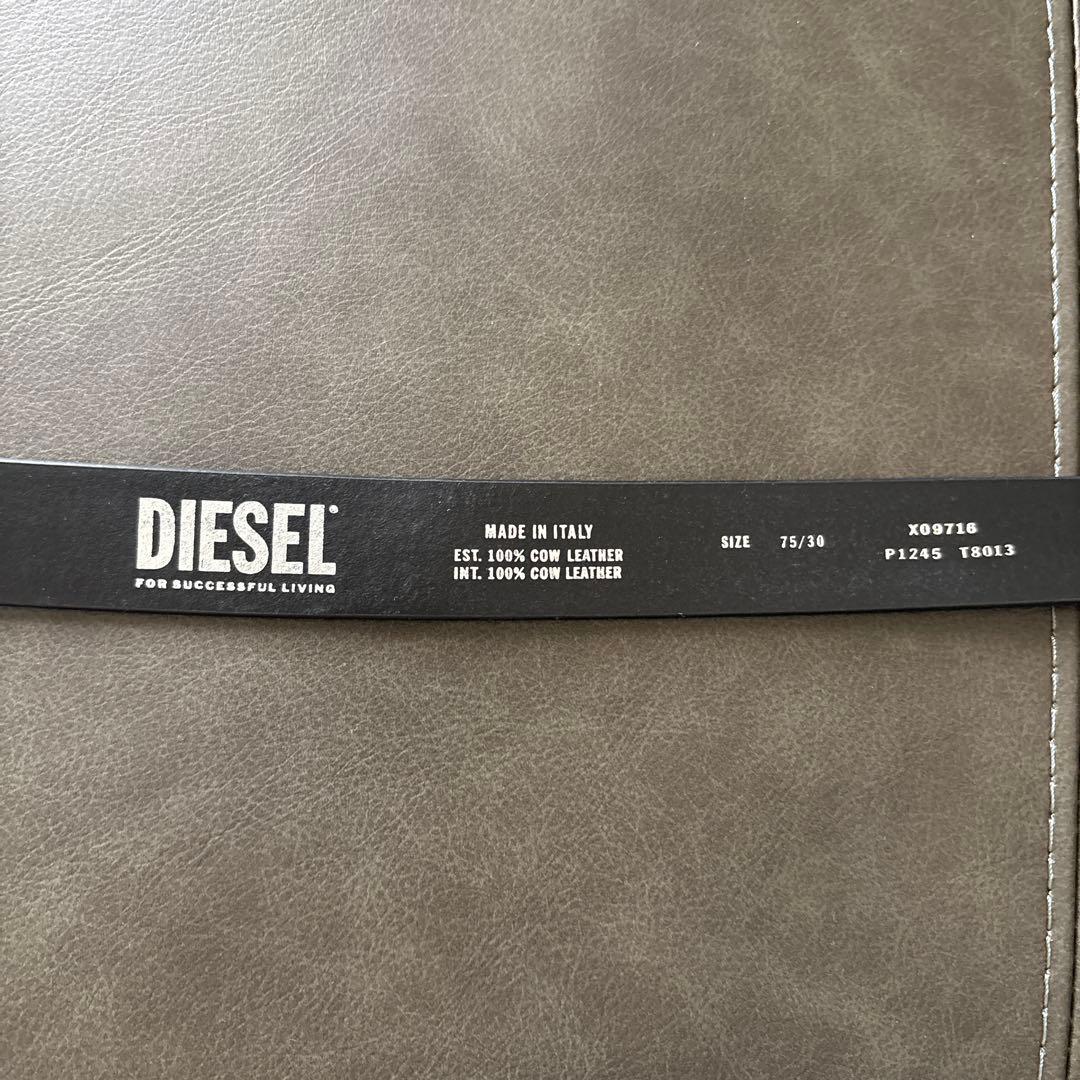 DIESEL
FOR SUCCESSFUL LIVING
MADE IN ITALY
EST. 100% COW LEATHER
INT. 100% COW LEATHER
SIZE 75/30
X09716
P1245 T8013